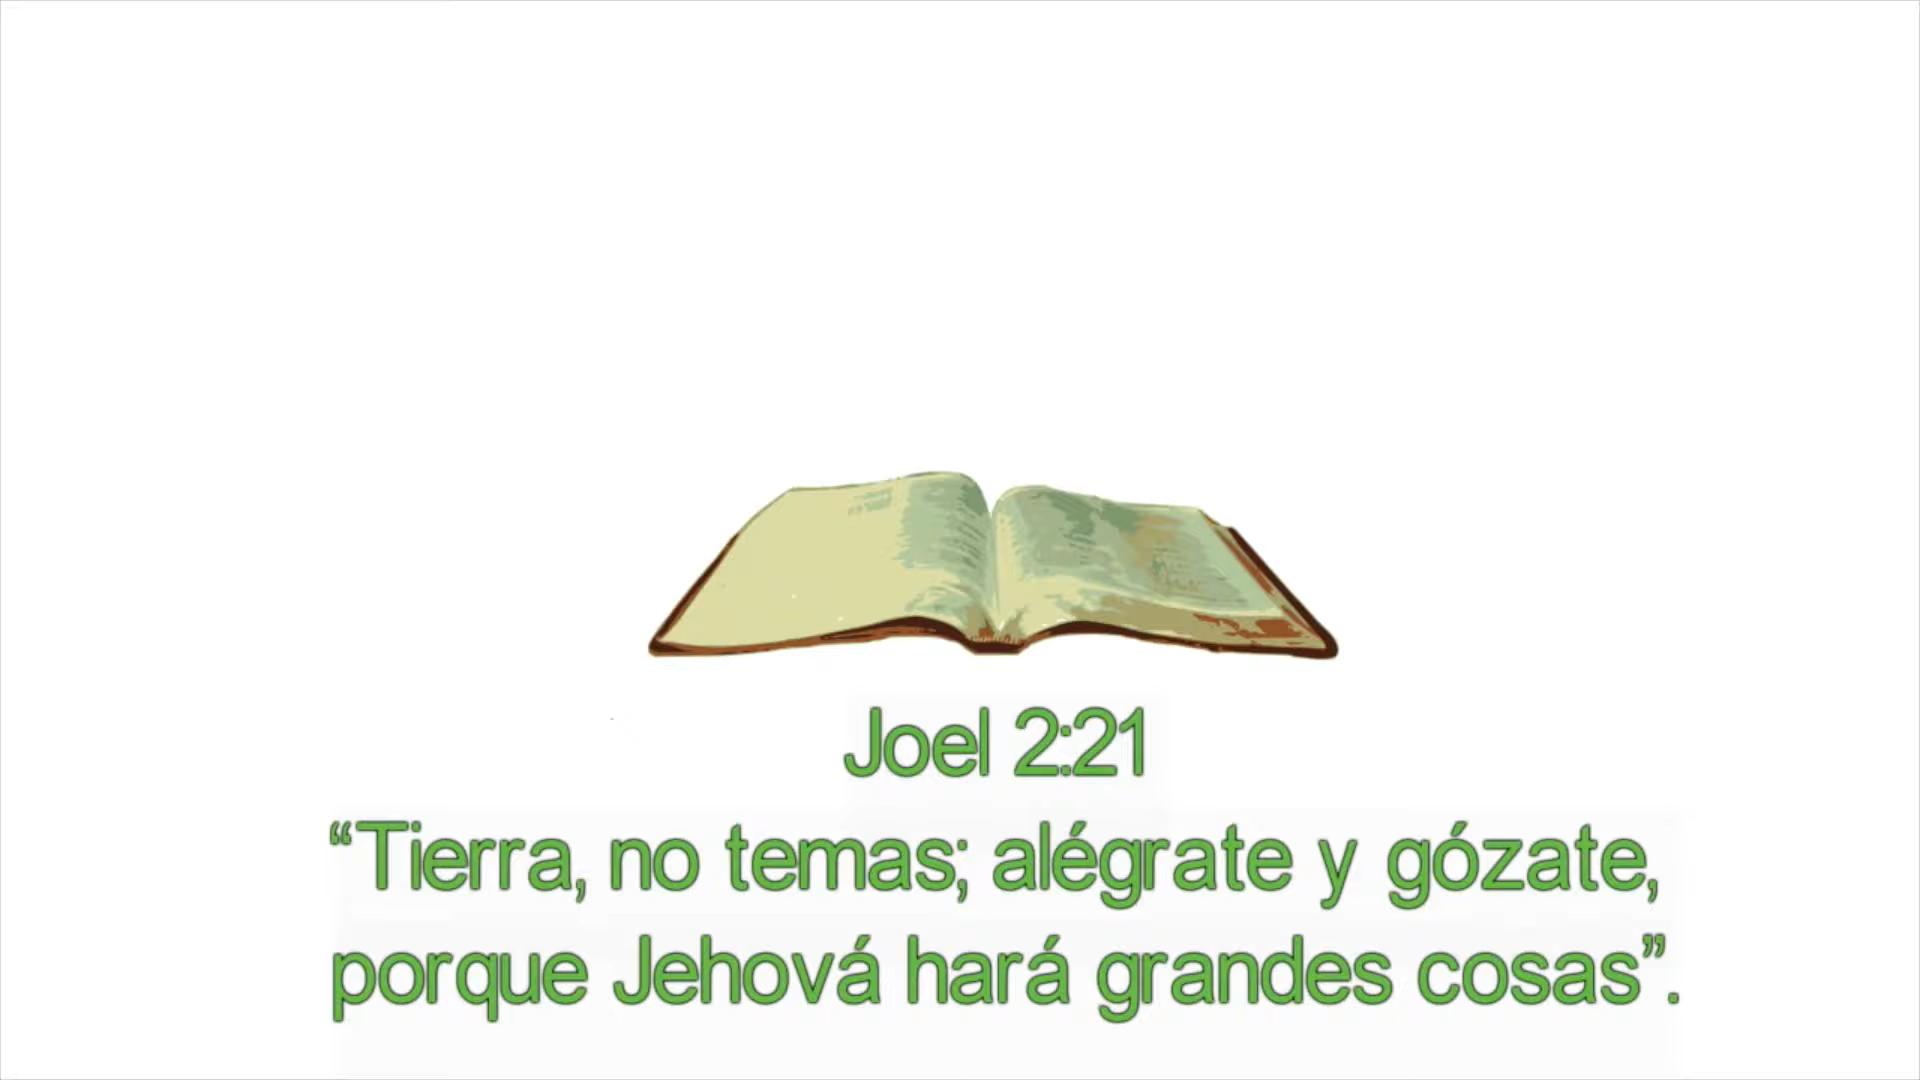 Joel 2:21
“Tierra, no temas; alégrate y gózate,
porque Jehová hará grandes cosas”.